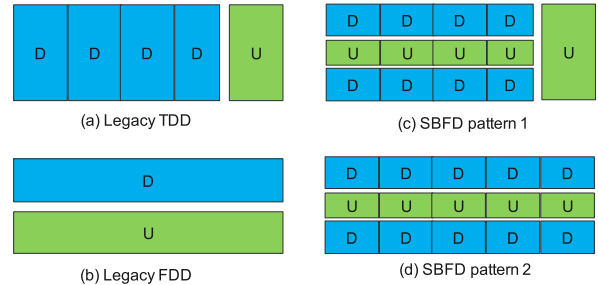 D D D D U
(a) Legacy TDD
D D D D
U U U U U
D D D D
(c) SBFD pattern 1
D
U
(b) Legacy FDD
D D D D D
U U U U U
D D D D D
(d) SBFD pattern 2